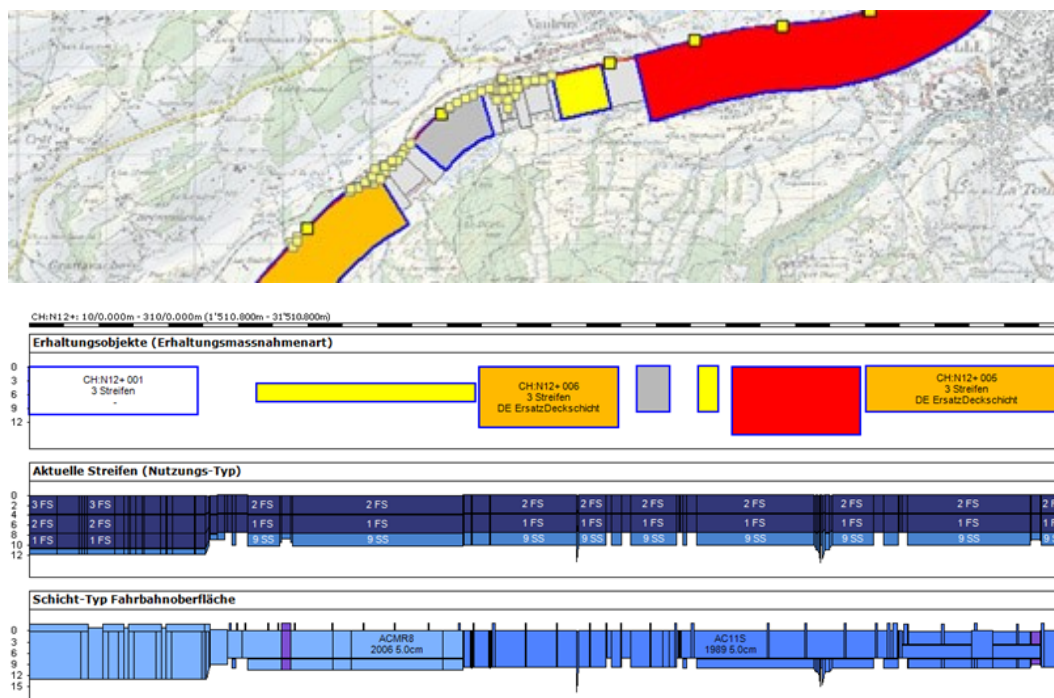 Vaulruz
La Tour
CH:N12+: 10/0.000m - 310/0.000m (1'510.800m - 31'510.800m)
Erhaltungsobjekte (Erhaltungsmassnahmenart)
0
3
6
9
12
CH:N12+ 001
3 Streifen
-
CH:N12+ 006
3 Streifen
DE ErsatzDeckschicht
CH:N12+ 005
3 Streifen
DE ErsatzDeckschicht
Aktuelle Streifen (Nutzungs-Typ)
0
2
4
6
8
10
12
3 FS 3 FS 2 FS 2 FS 2 FS 2 FS 2 FS 2 FS 2 FS 2 FS
2 FS 2 FS 1 FS 1 FS 1 FS 1 FS 1 FS 1 FS 1 FS 1 FS
1 FS 1 FS 9 SS 9 SS 9 SS 9 SS 9 SS 9 SS 9 SS 9 SS
Schicht-Typ Fahrbahnoberfläche
0
3
6
9
12
15
ACMR8
2006 5.0cm
AC11S
1989 5.0cm